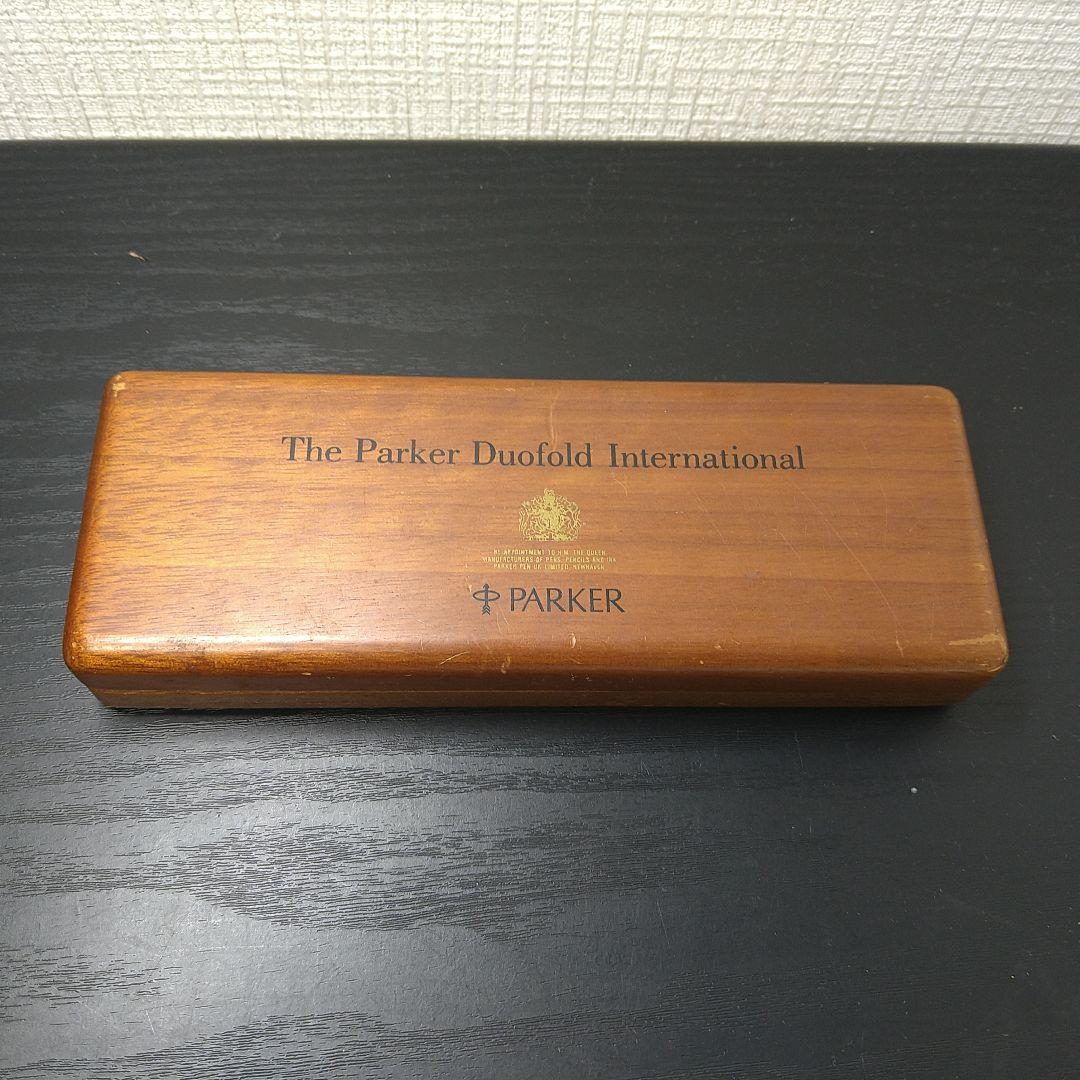 The Parker Duofold International
BY APPOINTMENT TO H.M. THE QUEEN
MANUFACTURERS OF PENS, PENCILS AND INK
PARKER PEN UK LIMITED, NEWHAVEN
PARKER